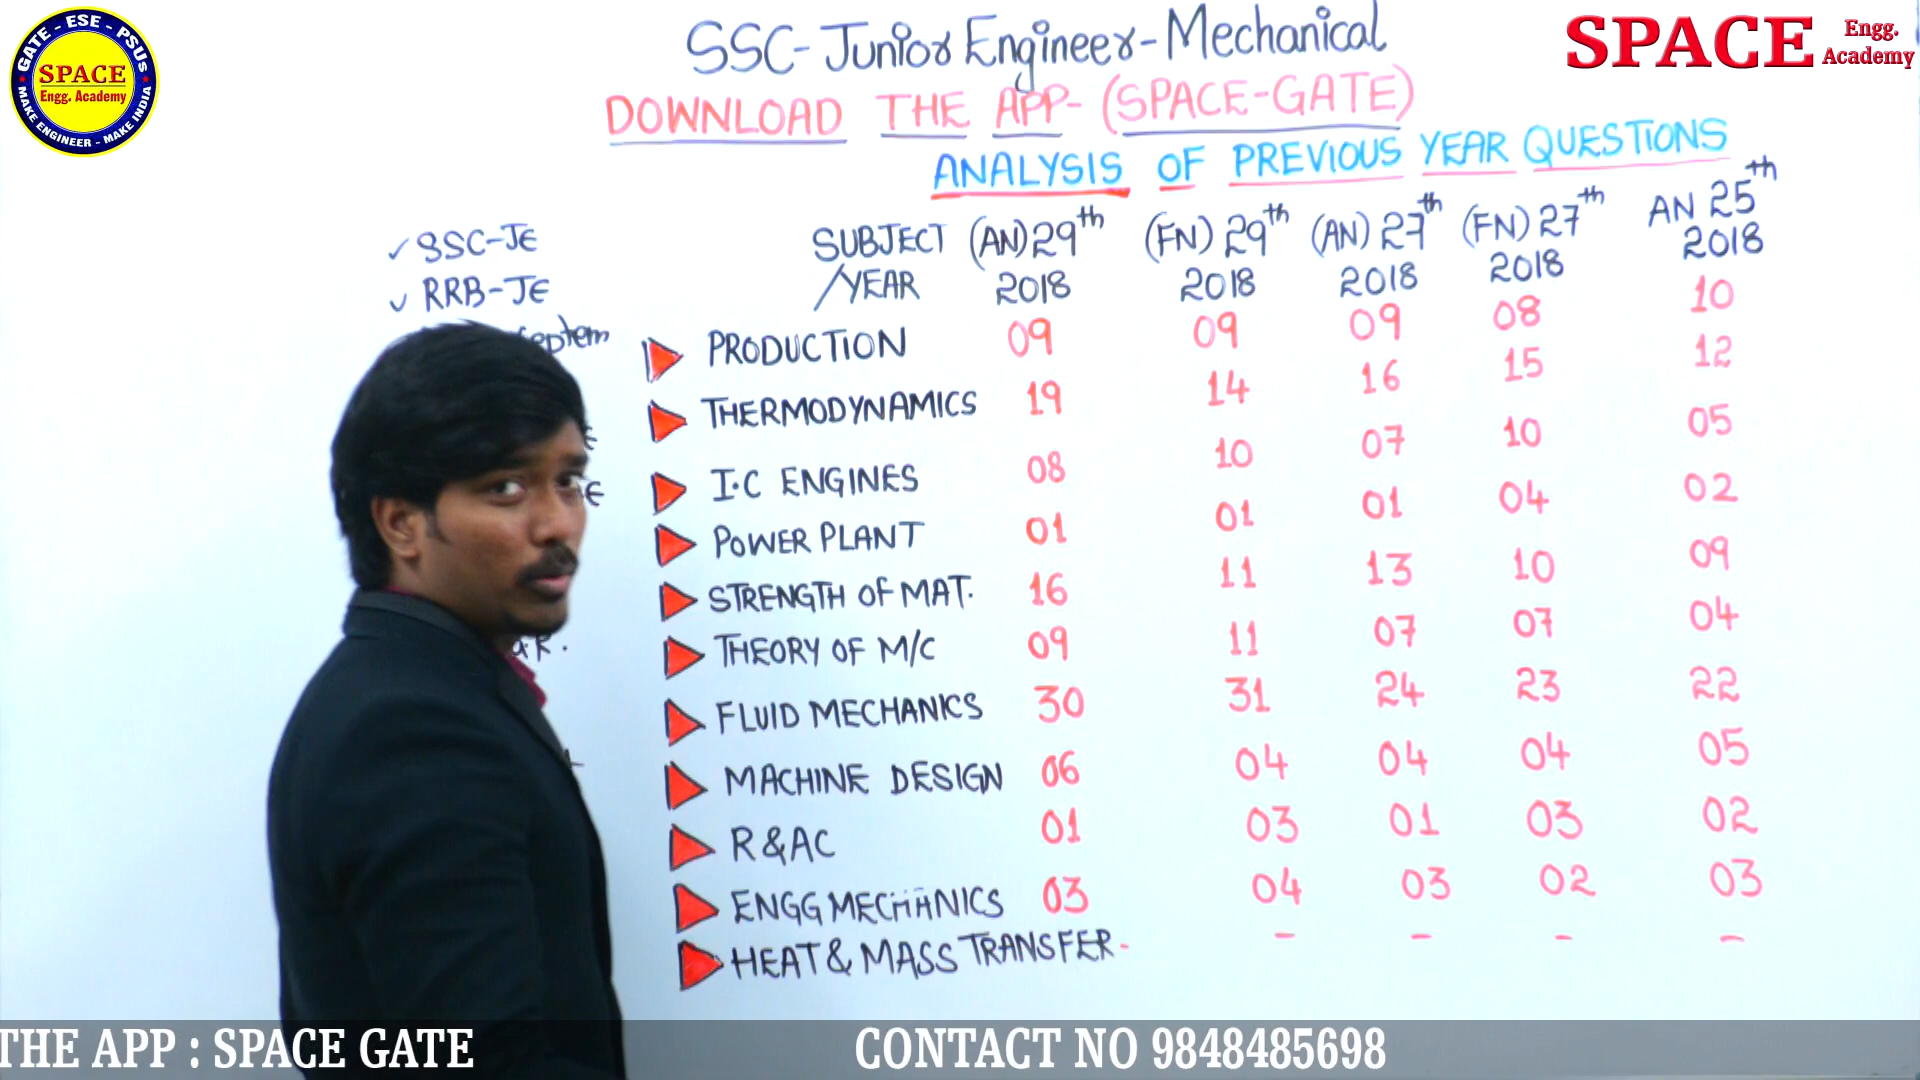 GATE - ESE - PSUs
SPACE
Engg. Academy
MAKE ENGINEER - MAKE INDIA
SPACE Engg. Academy
SSC-Junior Engineer-Mechanical
DOWNLOAD THE APP- (SPACE-GATE)
ANALYSIS OF PREVIOUS YEAR QUESTIONS
✓ SSC-JE
✓ RRB-JE
SUBJECT /YEAR (AN) 29th 2018 (FN) 29th 2018 (AN) 27th 2018 (FN) 27th 2018 AN 25th 2018
PRODUCTION 09 09 09 08 10
THERMODYNAMICS 19 14 16 15 12
I.C ENGINES 08 10 07 10 05
POWER PLANT 01 01 01 04 02
STRENGTH OF MAT. 16 11 13 10 09
THEORY OF M/C 09 11 07 07 04
FLUID MECHANICS 30 31 24 23 22
MACHINE DESIGN 06 04 04 04 05
R & AC 01 03 01 03 02
ENGG MECHANICS 03 04 03 02 03
HEAT & MASS TRANSFER - - - - -
THE APP : SPACE GATE CONTACT NO 9848485698